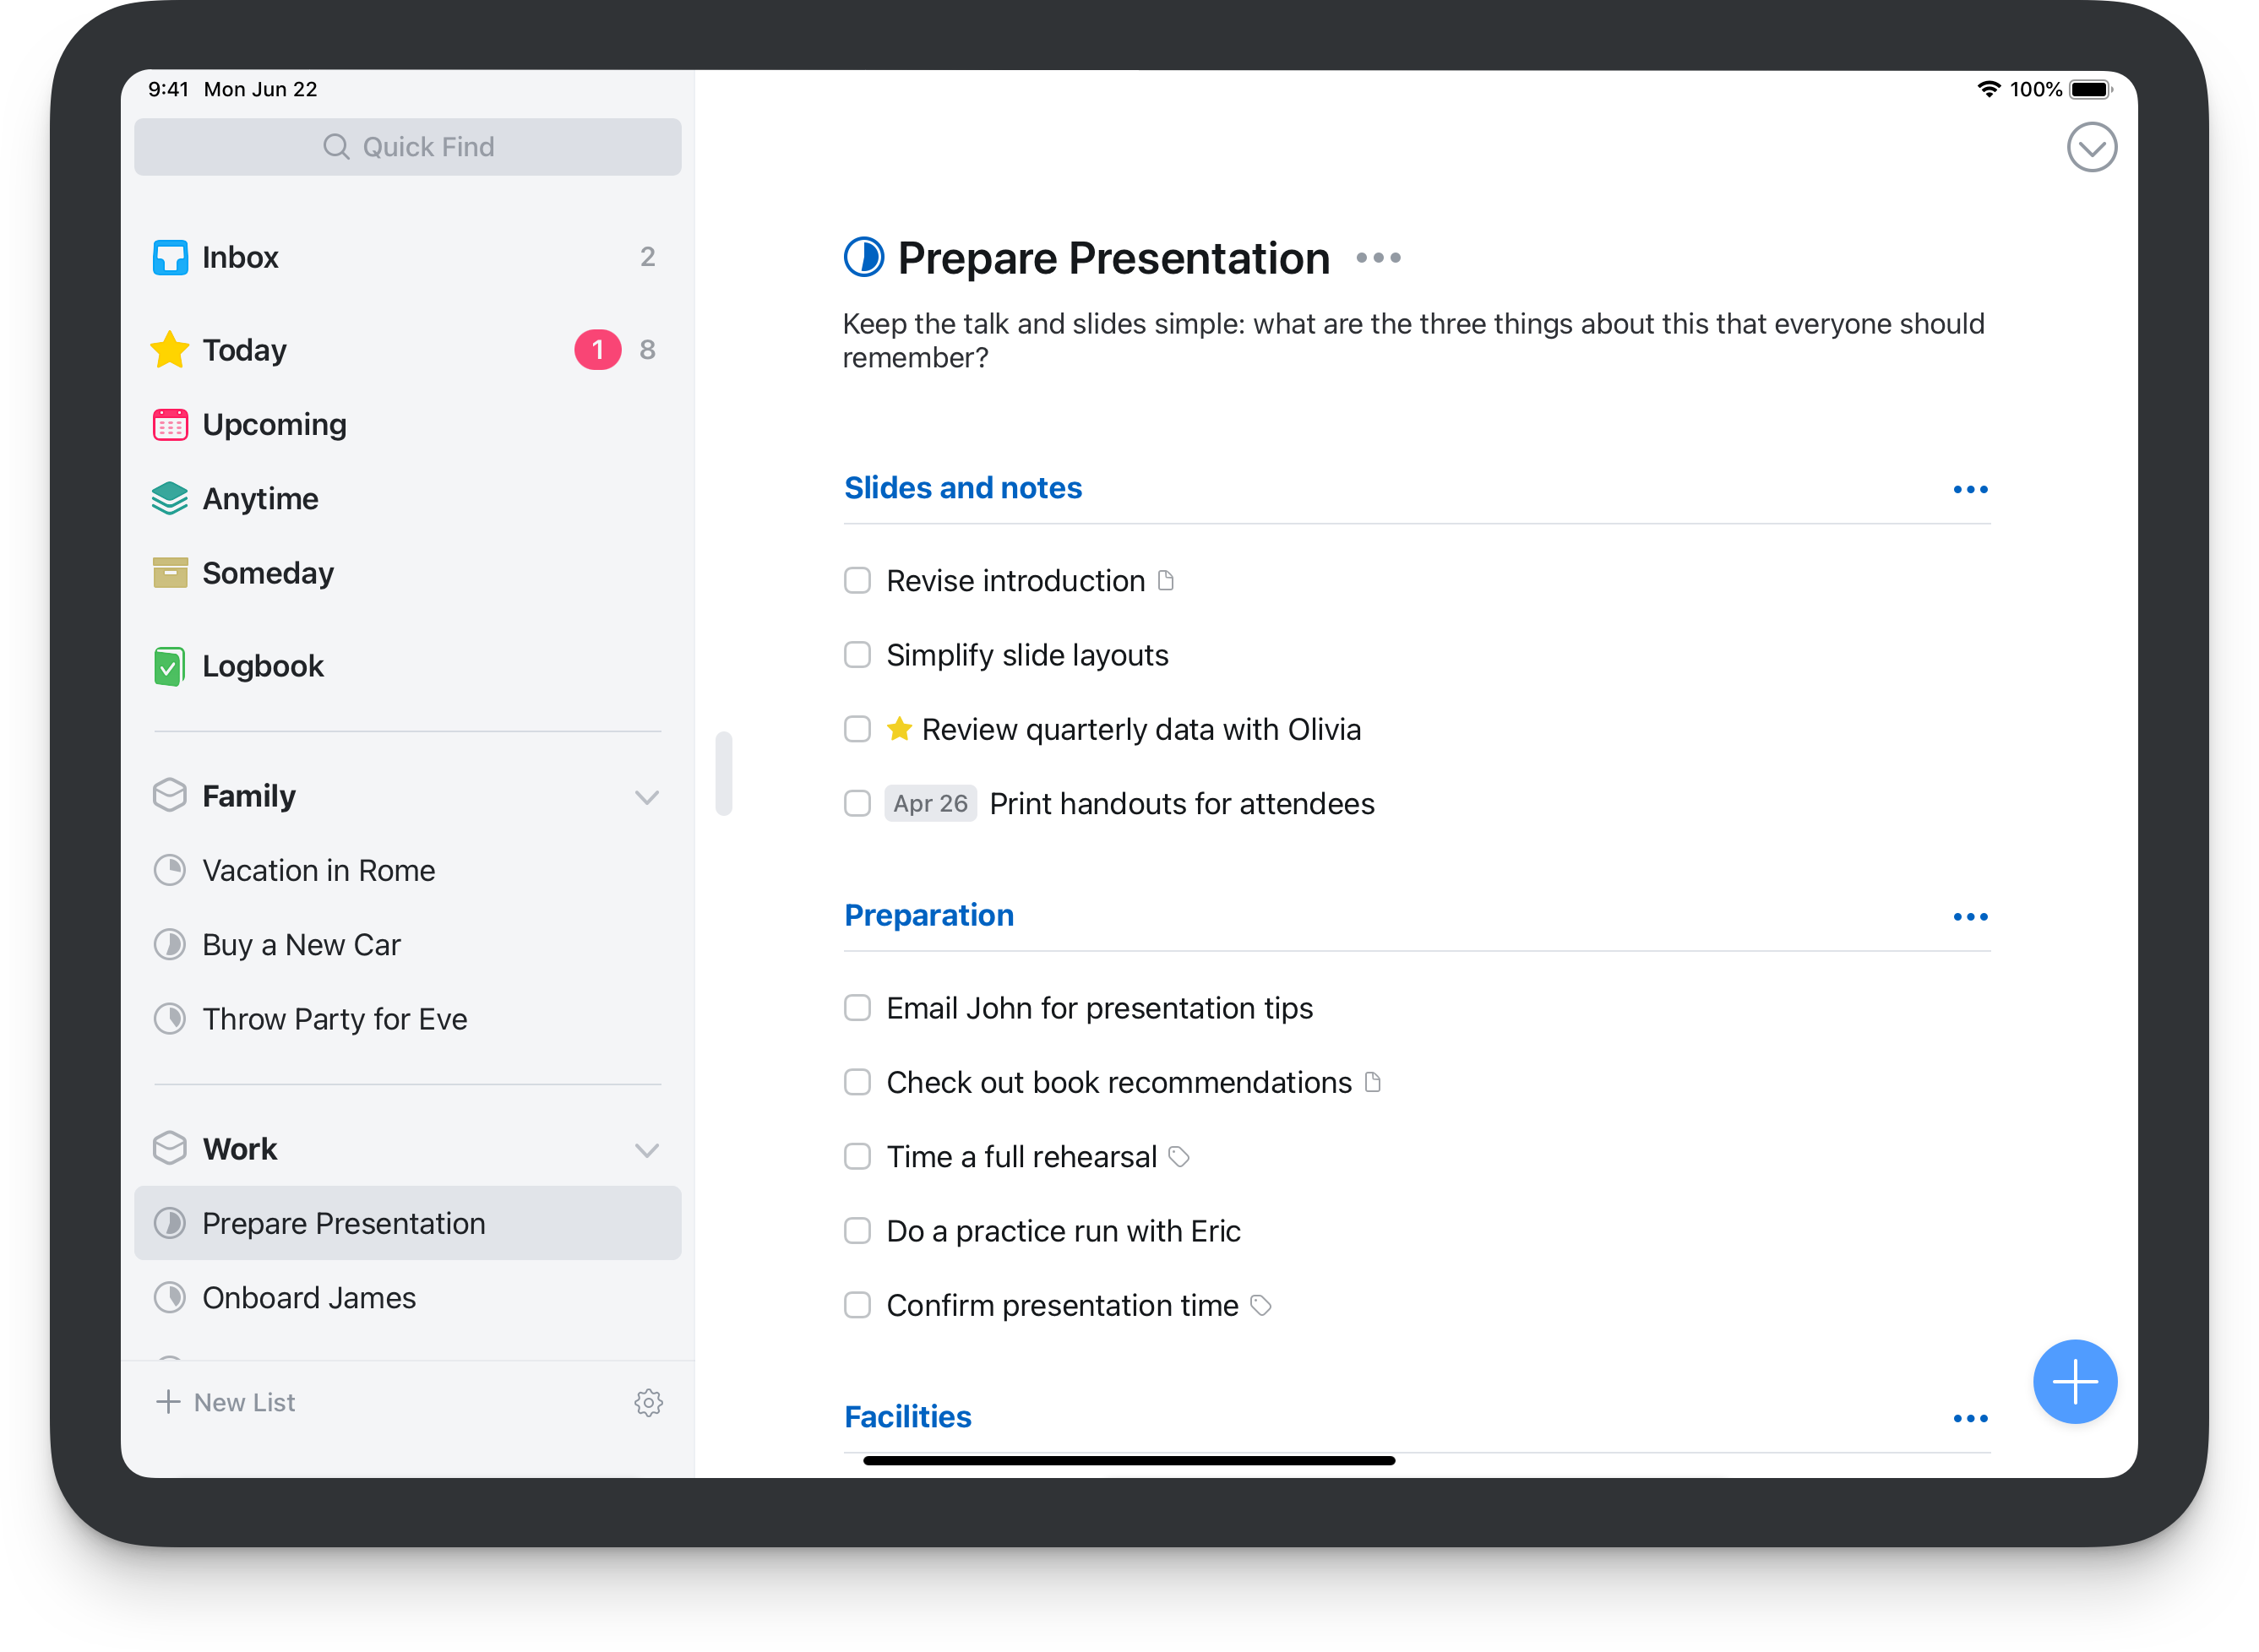 9:41 Mon Jun 22
100%
Quick Find
Inbox 2
Today 1 8
Upcoming
Anytime
Someday
Logbook
Family
Vacation in Rome
Buy a New Car
Throw Party for Eve
Work
Prepare Presentation
Onboard James
New List
Prepare Presentation
Keep the talk and slides simple: what are the three things about this that everyone should
remember?
Slides and notes
Revise introduction
Simplify slide layouts
Review quarterly data with Olivia
Apr 26 Print handouts for attendees
Preparation
Email John for presentation tips
Check out book recommendations
Time a full rehearsal
Do a practice run with Eric
Confirm presentation time
Facilities